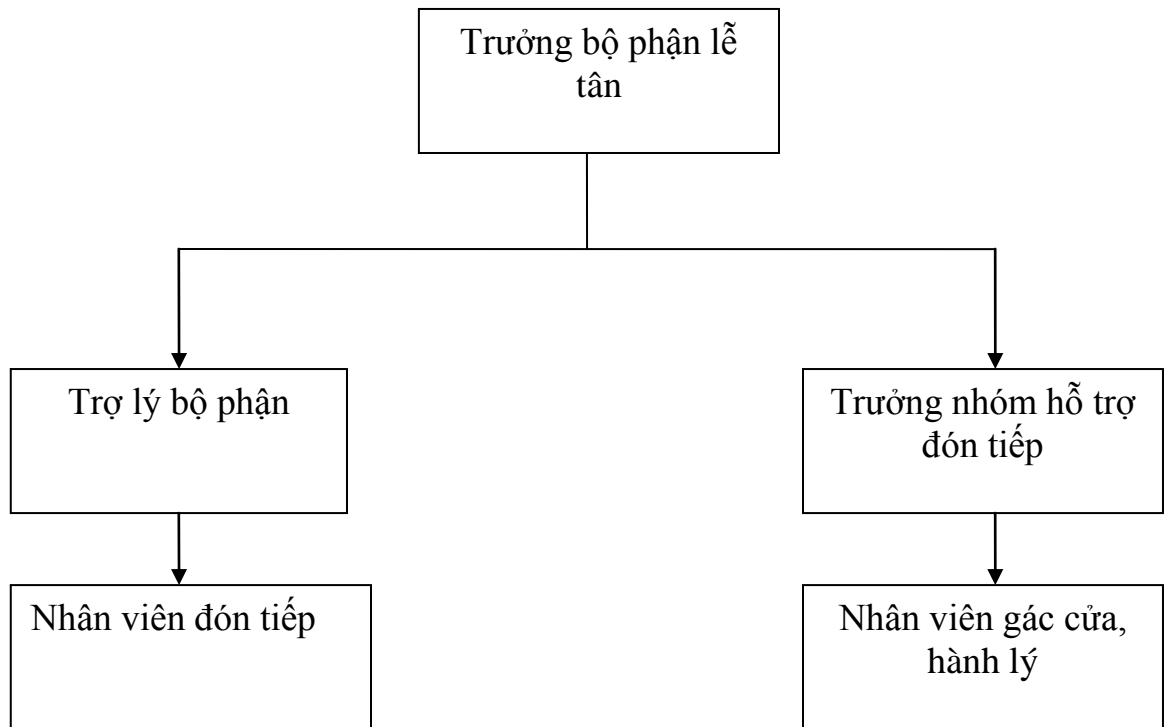 Trưởng bộ phận lễ
tân
Trợ lý bộ phận
Trưởng nhóm hỗ trợ
đón tiếp
Nhân viên đón tiếp
Nhân viên gác cửa,
hành lý